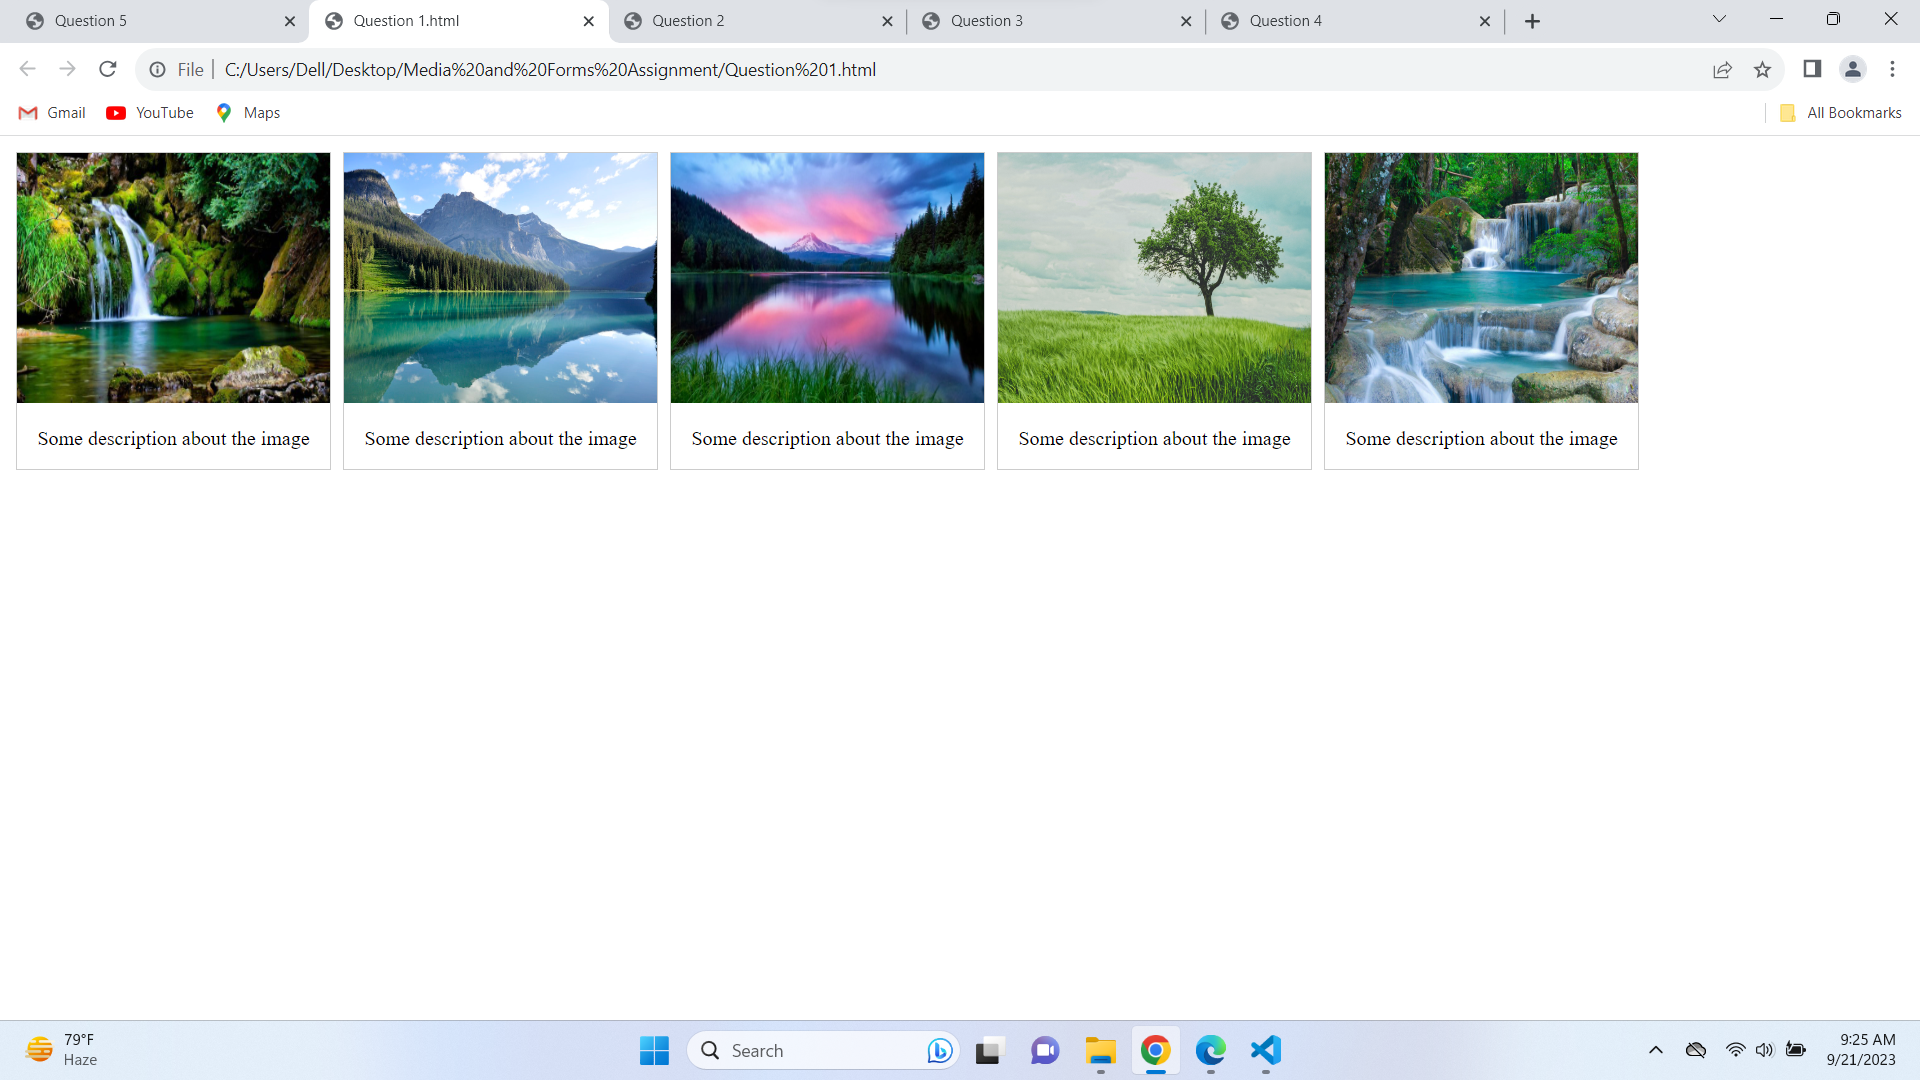 Question 5
Question 1.html
Question 2
Question 3
Question 4
File
C:/Users/Dell/Desktop/Media%20and%20Forms%20Assignment/Question%201.html
Gmail
YouTube
Maps
All Bookmarks
Some description about the image
Some description about the image
Some description about the image
Some description about the image
Some description about the image
79°F
Haze
Search
9:25 AM
9/21/2023